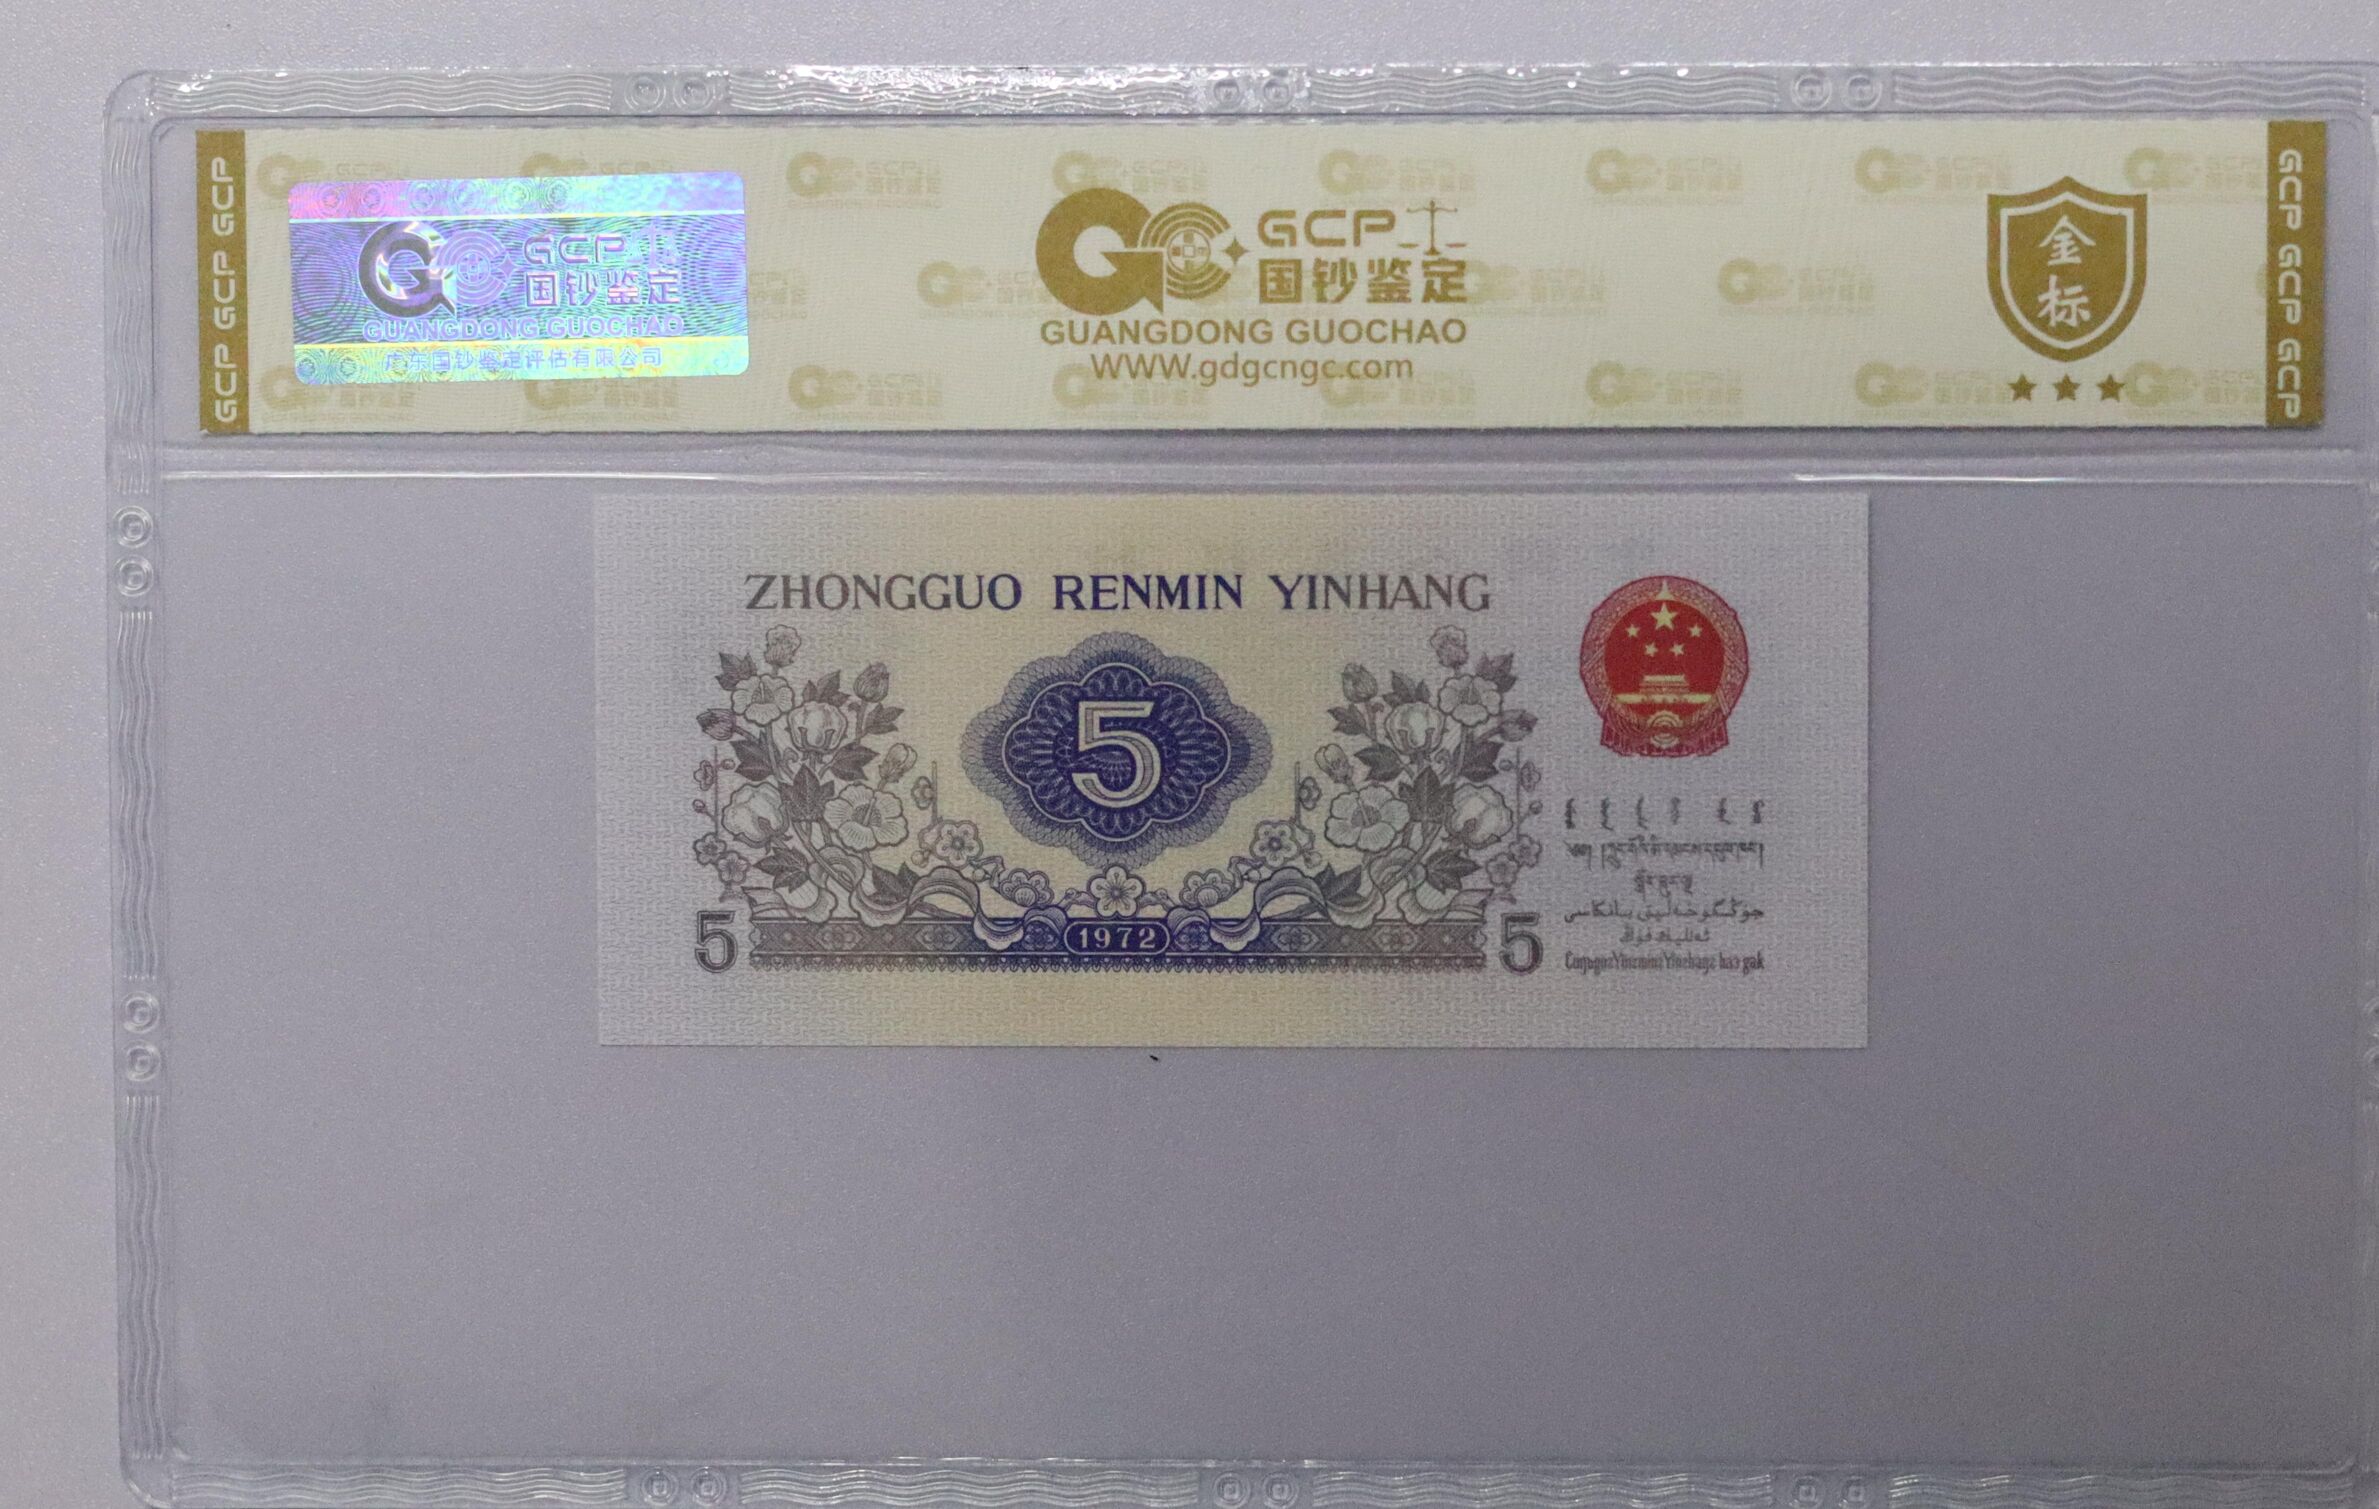 GCP GCP GCP
GCP
国钞鉴定
GUANGDONG GUOCHAO
广东国钞鉴定评估有限公司
GCP
国钞鉴定
GUANGDONG GUOCHAO
WWW.gdgcngc.com
金
标
GCP GCP GCP
ZHONGGUO RENMIN YINHANG
5
1972
5
5